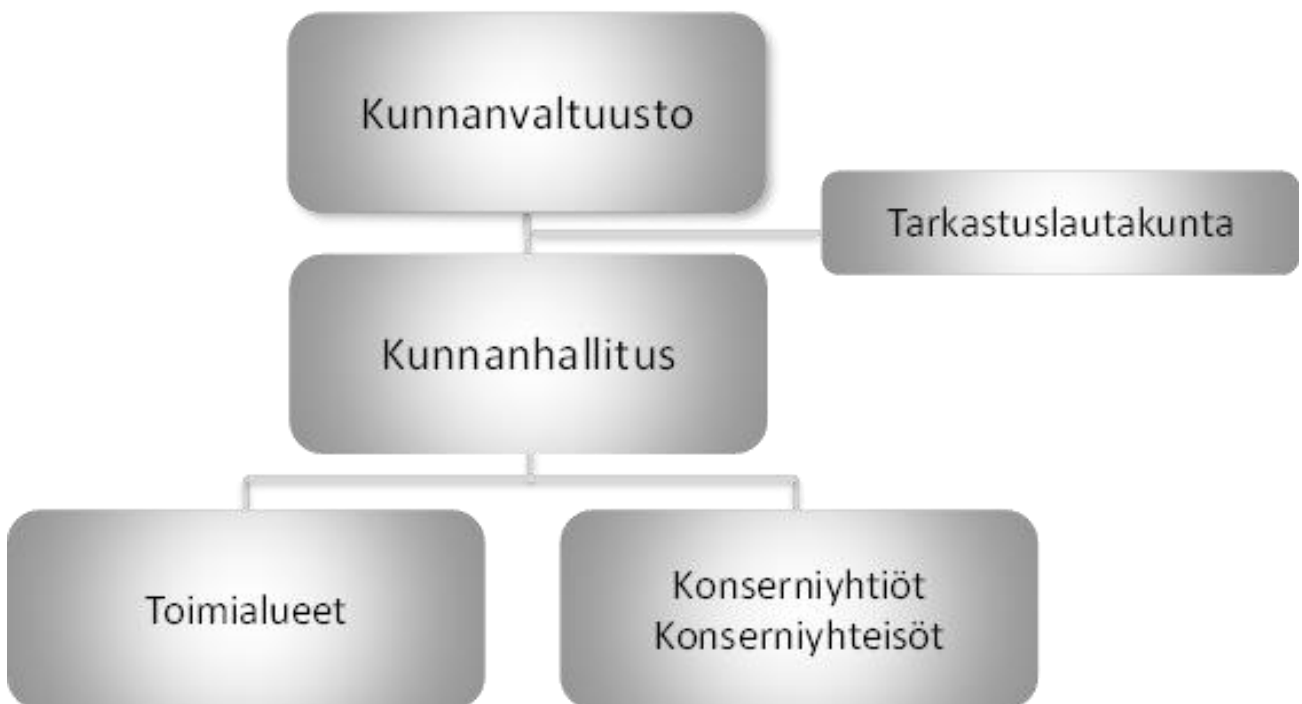 Kunnanvaltuusto
Tarkastuslautakunta
Kunnanhallitus
Toimialueet
Konserniyhtiöt
Konserniyhteisöt